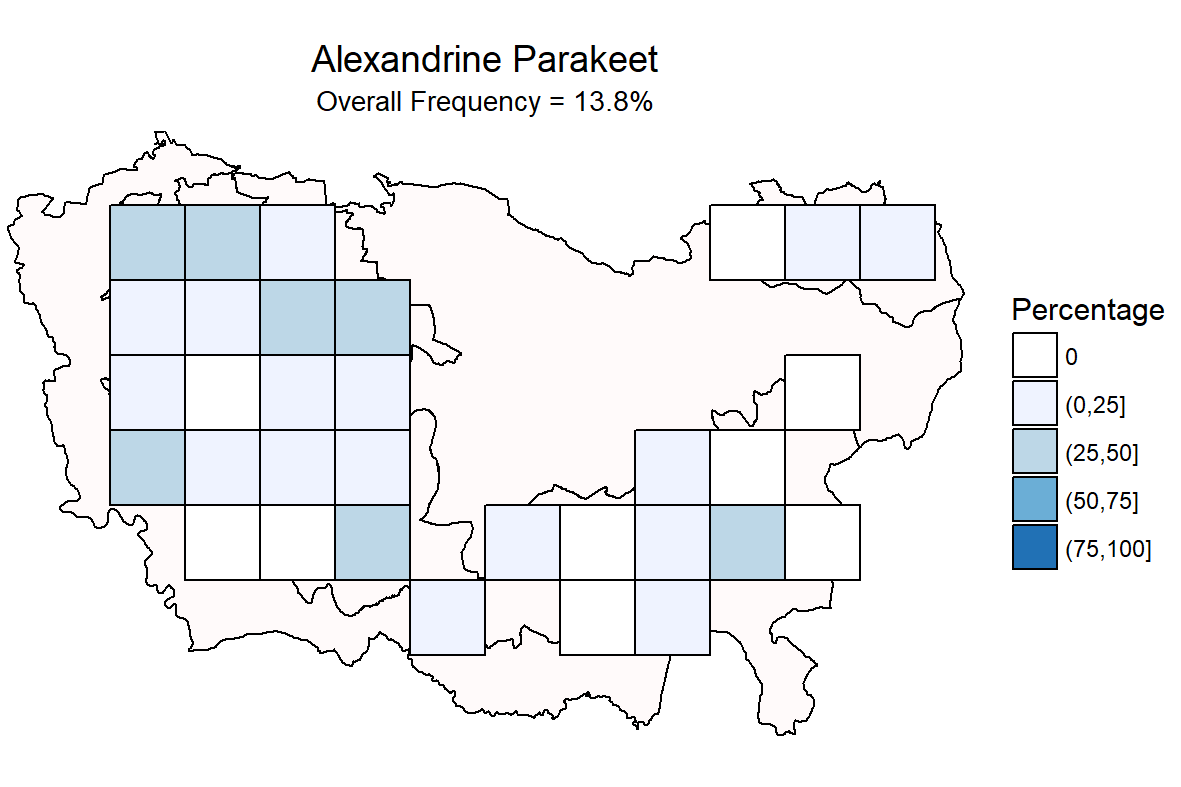 Alexandrine Parakeet
Overall Frequency = 13.8%
Percentage
0
(0,25]
(25,50]
(50,75]
(75,100]